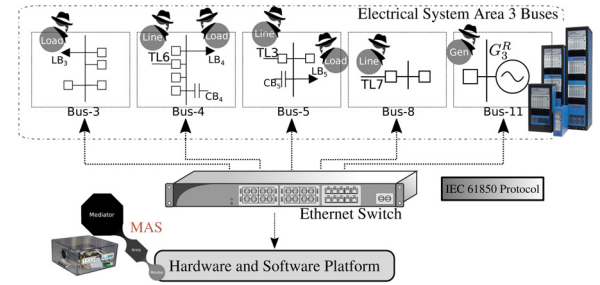 Electrical System Area 3 Buses
Load
LB3
Bus-3
Line
TL6
Load
LB4
CB4
Bus-4
Line
TL3
Load
CB5
LB5
Bus-5
Line
TL7
Bus-8
Gen
G3R
Bus-11
Ethernet Switch
IEC 61850 Protocol
Mediator
MAS
Area
Hardware and Software Platform